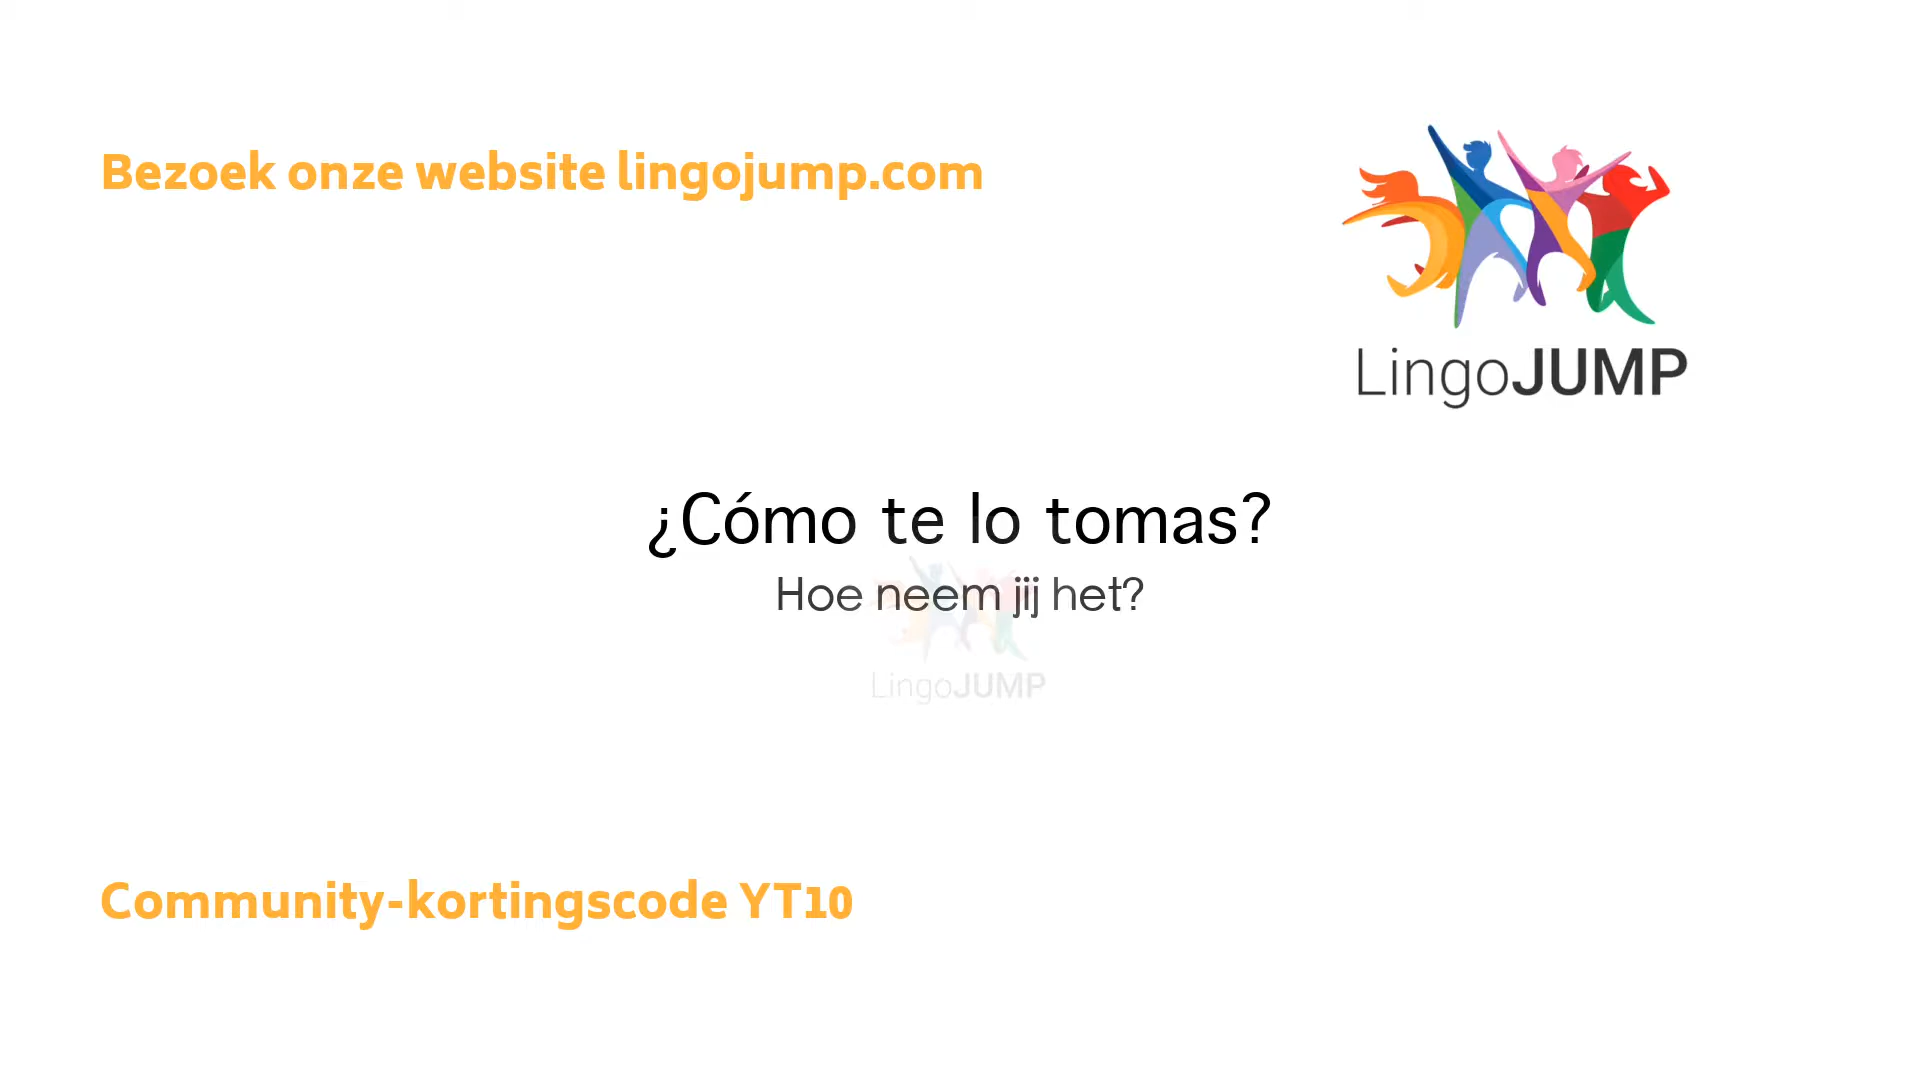 Bezoek onze website lingojump.com
LingoJUMP
¿Cómo te lo tomas?
Hoe neem jij het?
LingoJUMP
Community-kortingscode YT10